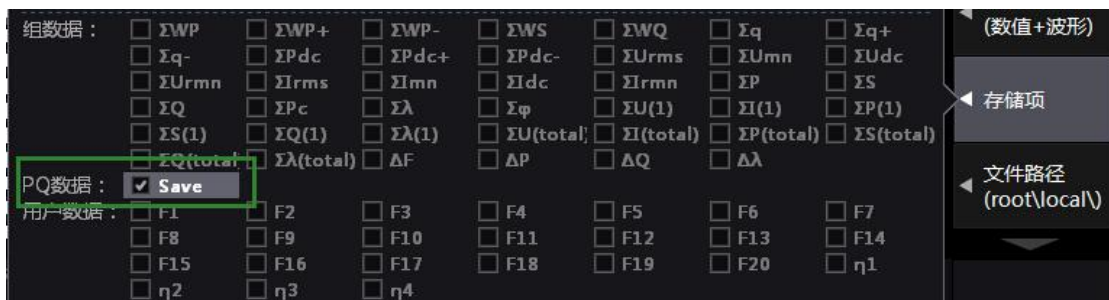 组数据： ΣWP ΣWP+ ΣWP- ΣWS ΣWQ Σq Σq+
Σq- ΣPdc ΣPdc+ ΣPdc- ΣUrms ΣUmn ΣUdc
ΣUrmn ΣIrms ΣImn ΣIdc ΣIrmn ΣP ΣS
ΣQ ΣPc Σλ Σφ ΣU(1) ΣI(1) ΣP(1)
ΣS(1) ΣQ(1) Σλ(1) ΣU(total) ΣI(total) ΣP(total) ΣS(total)
ΣQ(total Σλ(total) ΔF ΔP ΔQ Δλ
PQ数据： Save
用户数据： F1 F2 F3 F4 F5 F6 F7
F8 F9 F10 F11 F12 F13 F14
F15 F16 F17 F18 F19 F20 η1
η2 η3 η4
(数值+波形)
存储项
文件路径
(root\local\)